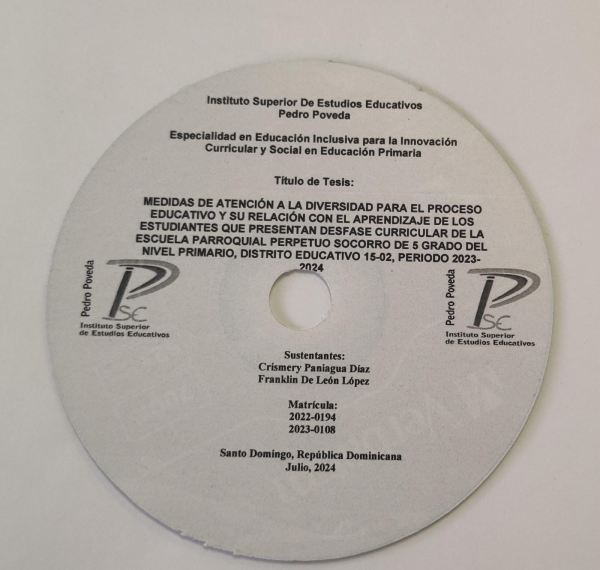 Instituto Superior De Estudios Educativos
Pedro Poveda
Especialidad en Educación Inclusiva para la Innovación
Curricular y Social en Educación Primaria
Título de Tesis:
MEDIDAS DE ATENCIÓN A LA DIVERSIDAD PARA EL PROCESO
EDUCATIVO Y SU RELACIÓN CON EL APRENDIZAJE DE LOS
ESTUDIANTES QUE PRESENTAN DESFASE CURRICULAR DE LA
ESCUELA PARROQUIAL PERPETUO SOCORRO DE 5 GRADO DEL
NIVEL PRIMARIO, DISTRITO EDUCATIVO 15-02, PERIODO 2023-
2024
Pedro Poveda
ISE
Instituto Superior
de Estudios Educativos
Pedro Poveda
ISE
Instituto Superior
de Estudios Educativos
Sustentantes:
Crismery Paniagua Díaz
Franklin De León López
Matrícula:
2022-0194
2023-0108
Santo Domingo, República Dominicana
Julio, 2024